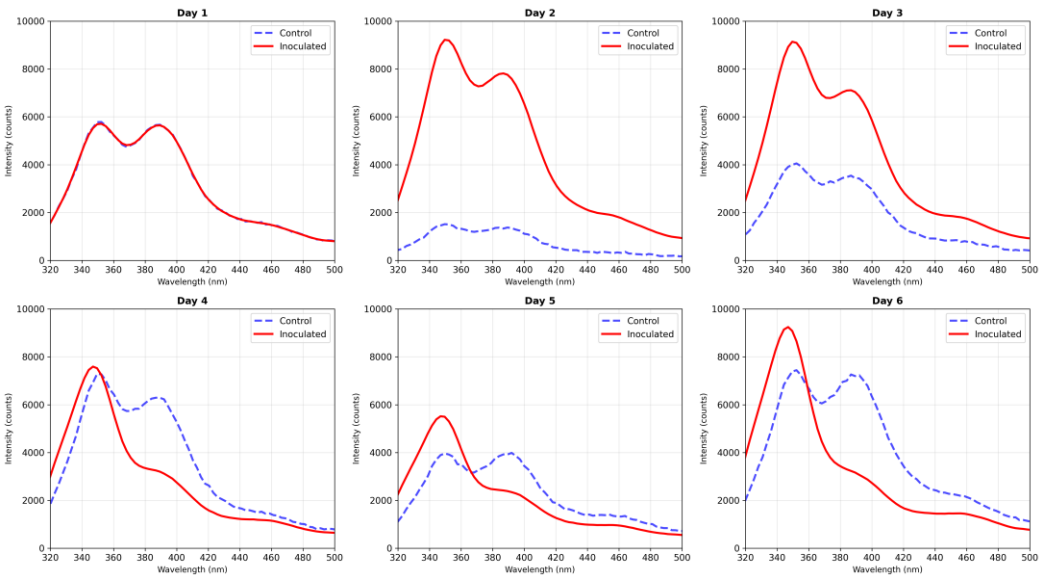 Day 1
Control
Inoculated
Intensity (counts)
10000
8000
6000
4000
2000
0
320 340 360 380 400 420 440 460 480 500
Wavelength (nm)
Day 2
Control
Inoculated
Intensity (counts)
10000
8000
6000
4000
2000
0
320 340 360 380 400 420 440 460 480 500
Wavelength (nm)
Day 3
Control
Inoculated
Intensity (counts)
10000
8000
6000
4000
2000
0
320 340 360 380 400 420 440 460 480 500
Wavelength (nm)
Day 4
Control
Inoculated
Intensity (counts)
10000
8000
6000
4000
2000
0
320 340 360 380 400 420 440 460 480 500
Wavelength (nm)
Day 5
Control
Inoculated
Intensity (counts)
10000
8000
6000
4000
2000
0
320 340 360 380 400 420 440 460 480 500
Wavelength (nm)
Day 6
Control
Inoculated
Intensity (counts)
10000
8000
6000
4000
2000
0
320 340 360 380 400 420 440 460 480 500
Wavelength (nm)